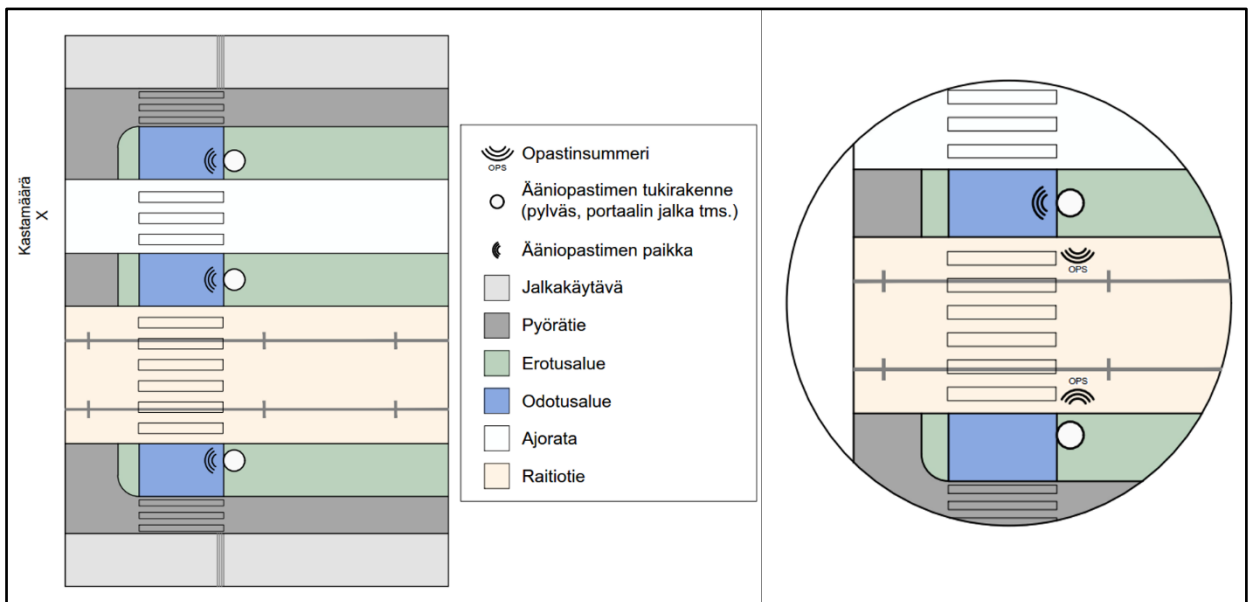 Kastamäärä
X
Opastinsummeri
OPS
Ääniopastimen tukirakenne
(pylväs, portaalin jalka tms.)
Ääniopastimen paikka
Jalkakäytävä
Pyörätie
Erotusalue
Odotusalue
Ajorata
Raitiotie
OPS
OPS